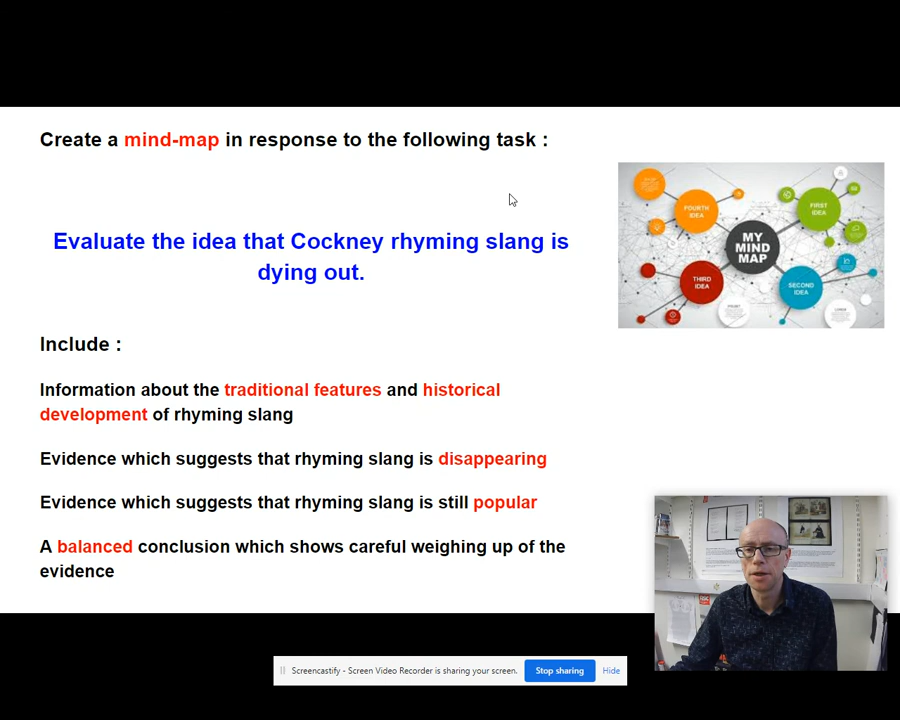 Create a mind-map in response to the following task :
Evaluate the idea that Cockney rhyming slang is
dying out.
Include :
Information about the traditional features and historical
development of rhyming slang
Evidence which suggests that rhyming slang is disappearing
Evidence which suggests that rhyming slang is still popular
A balanced conclusion which shows careful weighing up of the
evidence
FOURTH
IDEA
FIRST
IDEA
MY
MIND
MAP
THIRD
IDEA
SECOND
IDEA
Screencastify - Screen Video Recorder is sharing your screen.
Stop sharing
Hide